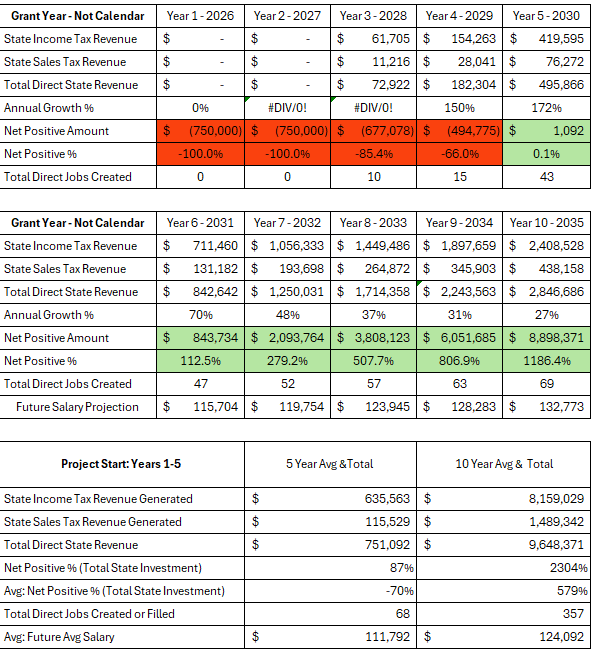 Grant Year - Not Calendar Year 1 - 2026 Year 2 - 2027 Year 3 - 2028 Year 4 - 2029 Year 5 - 2030
State Income Tax Revenue $ - $ - $ 61,705 $ 154,263 $ 419,595
State Sales Tax Revenue $ - $ - $ 11,216 $ 28,041 $ 76,272
Total Direct State Revenue $ - $ - $ 72,922 $ 182,304 $ 495,866
Annual Growth % 0% #DIV/0! #DIV/0! 150% 172%
Net Positive Amount $ (750,000) $ (750,000) $ (677,078) $ (494,775) $ 1,092
Net Positive % -100.0% -100.0% -85.4% -66.0% 0.1%
Total Direct Jobs Created 0 0 10 15 43
Grant Year - Not Calendar Year 6 - 2031 Year 7 - 2032 Year 8 - 2033 Year 9 - 2034 Year 10 - 2035
State Income Tax Revenue $ 711,460 $ 1,056,333 $ 1,449,486 $ 1,897,659 $ 2,408,528
State Sales Tax Revenue $ 131,182 $ 193,698 $ 264,872 $ 345,903 $ 438,158
Total Direct State Revenue $ 842,642 $ 1,250,031 $ 1,714,358 $ 2,243,563 $ 2,846,686
Annual Growth % 70% 48% 37% 31% 27%
Net Positive Amount $ 843,734 $ 2,093,764 $ 3,808,123 $ 6,051,685 $ 8,898,371
Net Positive % 112.5% 279.2% 507.7% 806.9% 1186.4%
Total Direct Jobs Created 47 52 57 63 69
Future Salary Projection $ 115,704 $ 119,754 $ 123,945 $ 128,283 $ 132,773
Project Start: Years 1-5 5 Year Avg & Total 10 Year Avg & Total
State Income Tax Revenue Generated $ 635,563 $ 8,159,029
State Sales Tax Revenue Generated $ 115,529 $ 1,489,342
Total Direct State Revenue $ 751,092 $ 9,648,371
Net Positive % (Total State Investment) 87% 2304%
Avg: Net Positive % (Total State Investment) -70% 579%
Total Direct Jobs Created or Filled 68 357
Avg: Future Avg Salary $ 111,792 $ 124,092